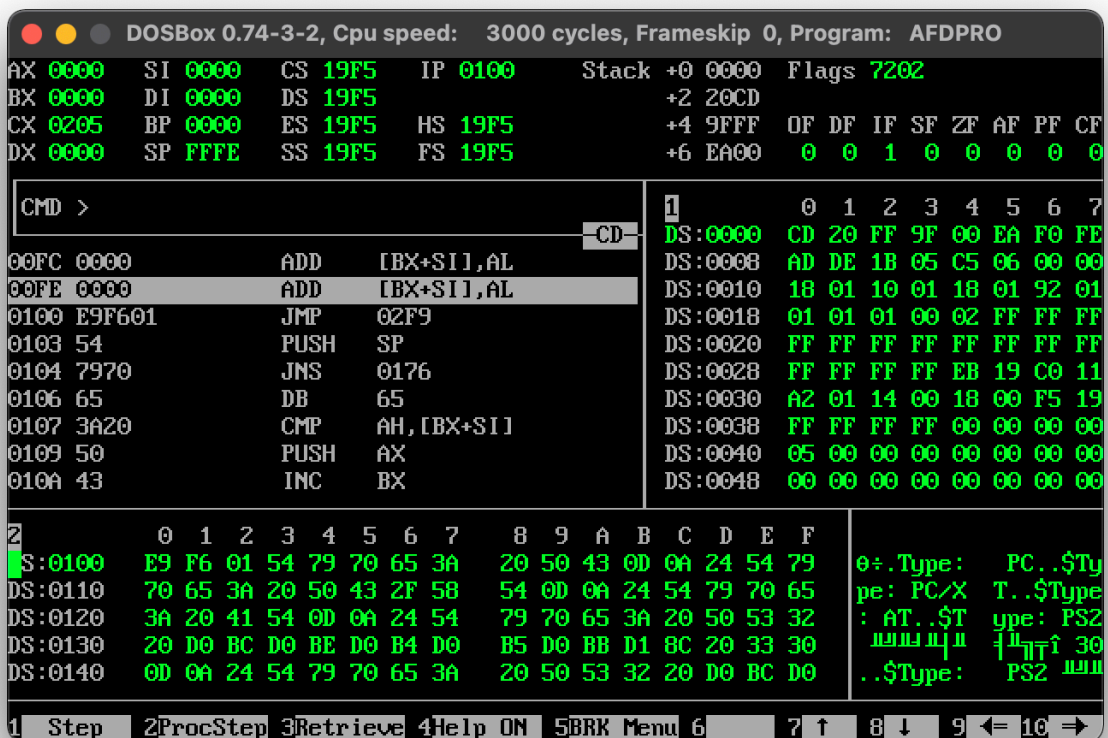 DOSBox 0.74-3-2, Cpu speed: 3000 cycles, Frameskip 0, Program: AFDPRO
AX 0000 SI 0000 CS 19F5 IP 0100 Stack +0 0000 Flags 7202
BX 0000 DI 0000 DS 19F5 +2 20CD
CX 0205 BP 0000 ES 19F5 HS 19F5 +4 9FFF OF DF IF SF ZF AF PF CF
DX 0000 SP FFFE SS 19F5 FS 19F5 +6 EA00 0 0 1 0 0 0 0 0
CMD >
CD
1 0 1 2 3 4 5 6 7
DS:0000 CD 20 FF 9F 00 EA F0 FE
00FC 0000 ADD [BX+SI],AL DS:0008 AD DE 1B 05 C5 06 00 00
00FE 0000 ADD [BX+SI],AL DS:0010 18 01 10 01 18 01 92 01
0100 E9F601 JMP 02F9 DS:0018 01 01 01 00 02 FF FF FF
0103 54 PUSH SP DS:0020 FF FF FF FF FF FF FF FF
0104 7970 JNS 0176 DS:0028 FF FF FF FF EB 19 C0 11
0106 65 DB 65 DS:0030 A2 01 14 00 18 00 F5 19
0107 3A20 CMP AH,[BX+SI] DS:0038 FF FF FF FF 00 00 00 00
0109 50 PUSH AX DS:0040 05 00 00 00 00 00 00 00
010A 43 INC BX DS:0048 00 00 00 00 00 00 00 00
2 0 1 2 3 4 5 6 7 8 9 A B C D E F
S:0100 E9 F6 01 54 79 70 65 3A 20 50 43 0D 0A 24 54 79 Θ÷.Type: PC..$Ty
DS:0110 70 65 3A 20 50 43 2F 58 54 0D 0A 24 54 79 70 65 pe: PC/X T..$Type
DS:0120 3A 20 41 54 0D 0A 24 54 79 70 65 3A 20 50 53 32 : AT..$T ype: PS2
DS:0130 20 D0 BC D0 BE D0 B4 D0 B5 D0 BB D1 8C 20 33 30 ╨╝╨╛╨┤╨ ╡╨╗╤î 30
DS:0140 0D 0A 24 54 79 70 65 3A 20 50 53 32 20 D0 BC D0 ..$Type: PS2 ╨╝╨
1 Step 2ProcStep 3Retrieve 4Help ON 5BRK Menu 6 7 ↑ 8 ↓ 9 ⇐ 10 ⇒